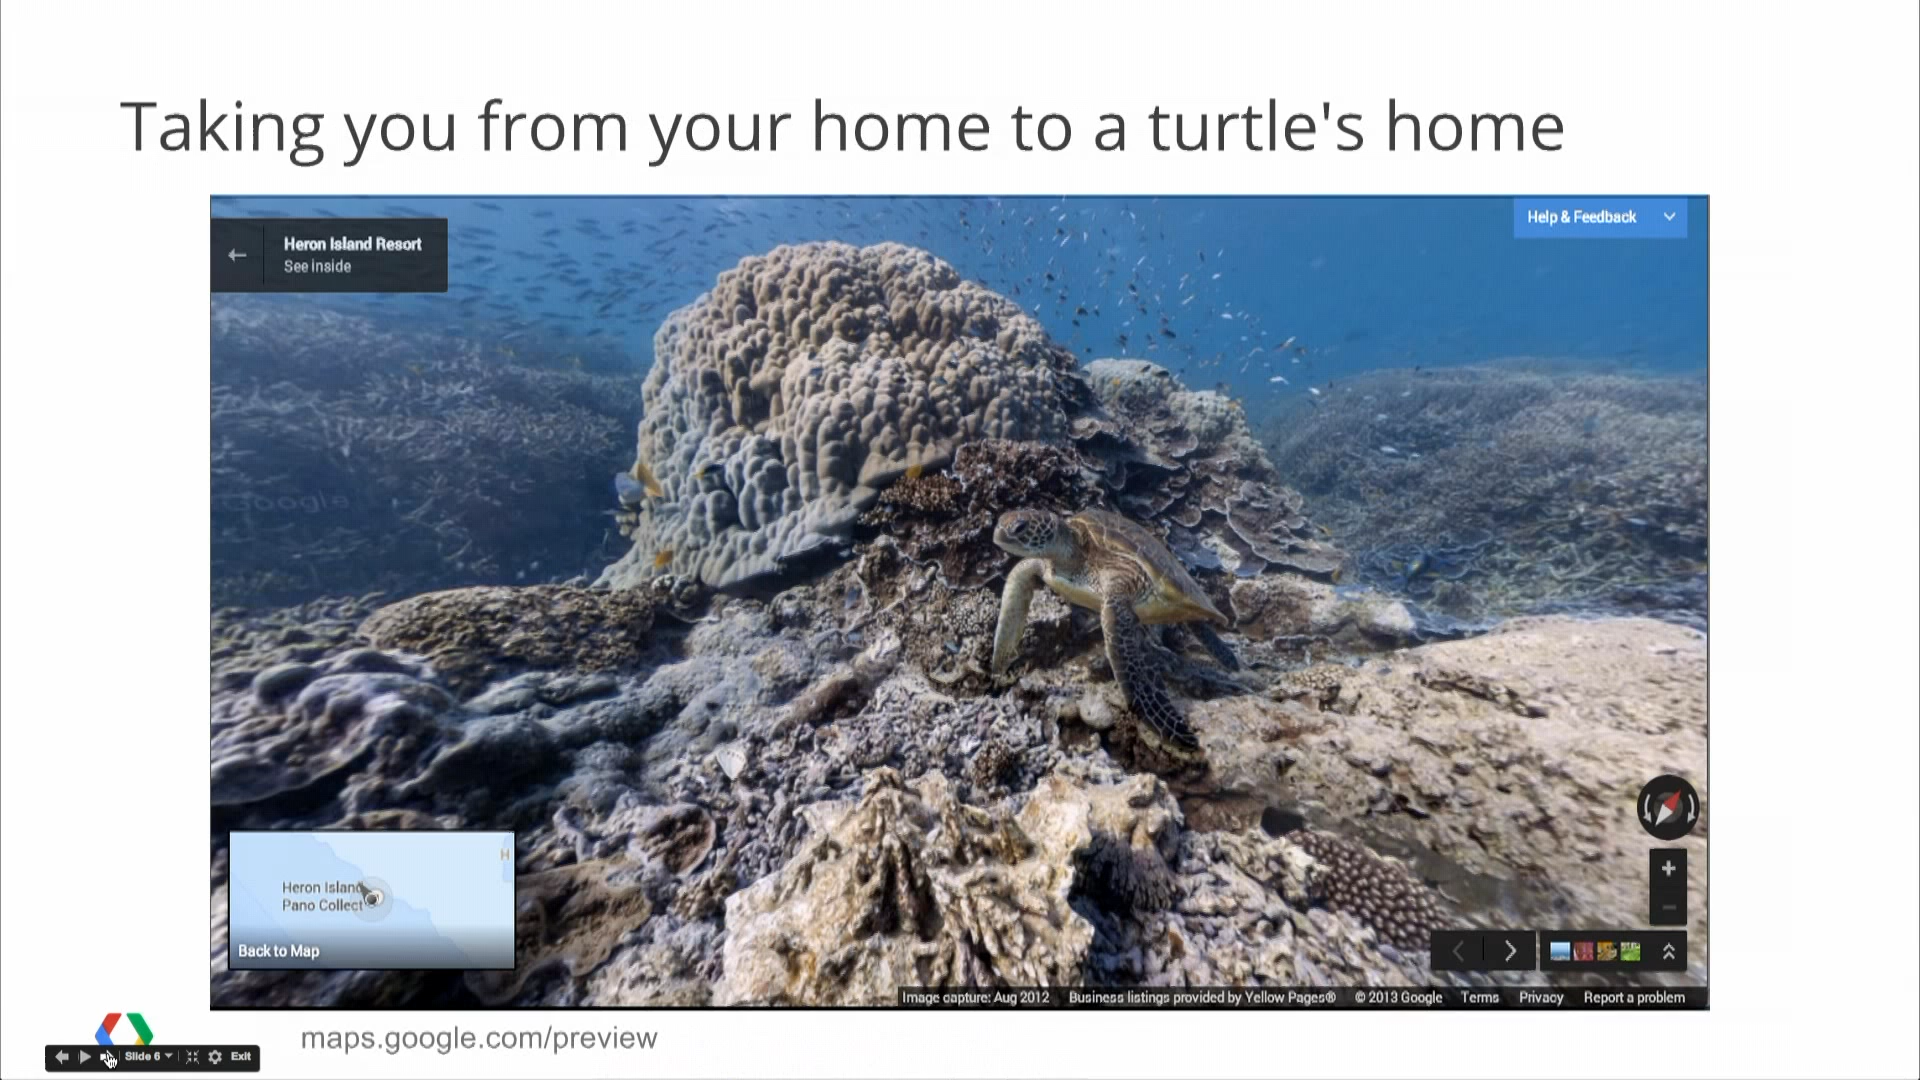 Taking you from your home to a turtle's home
Heron Island Resort
See inside
Help & Feedback
Google
H
Heron Island
Pano Collect
Back to Map
Image capture: Aug 2012 Business listings provided by Yellow Pages® © 2013 Google Terms Privacy Report a problem
maps.google.com/preview
Slide 6 Exit